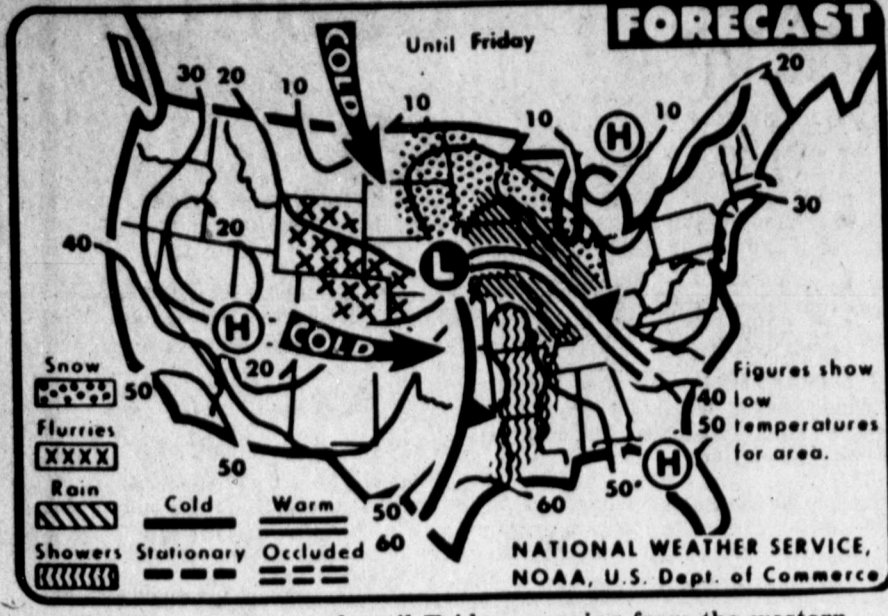 FORECAST
Until Friday
COLD
30 20
10
10
10
H
10
20
30
40
20
L
H
COLD
20
50
50
50
60
60
50°
H
40
50
Figures show
low
temperatures
for area.
Snow
Flurries
XXXX
Rain
Showers
Cold
Warm
Stationary
Occluded
NATIONAL WEATHER SERVICE,
NOAA, U.S. Dept. of Commerce